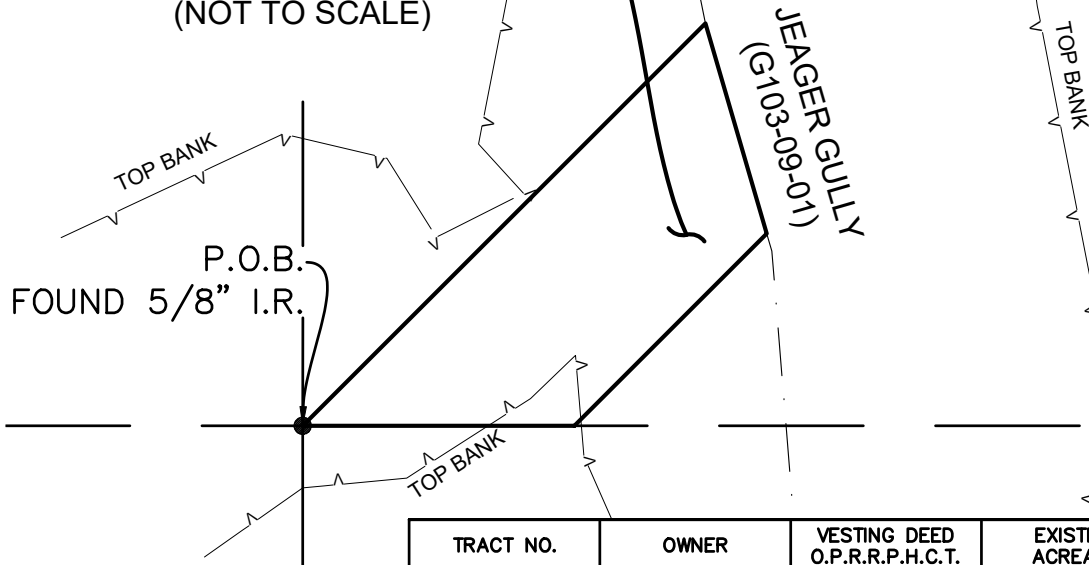 (NOT TO SCALE)
JEAGER GULLY
(G103-09-01)
TOP BANK
TOP BANK
P.O.B.
FOUND 5/8" I.R.
TOP BANK
TRACT NO.
OWNER
VESTING DEED
O.P.R.R.P.H.C.T.